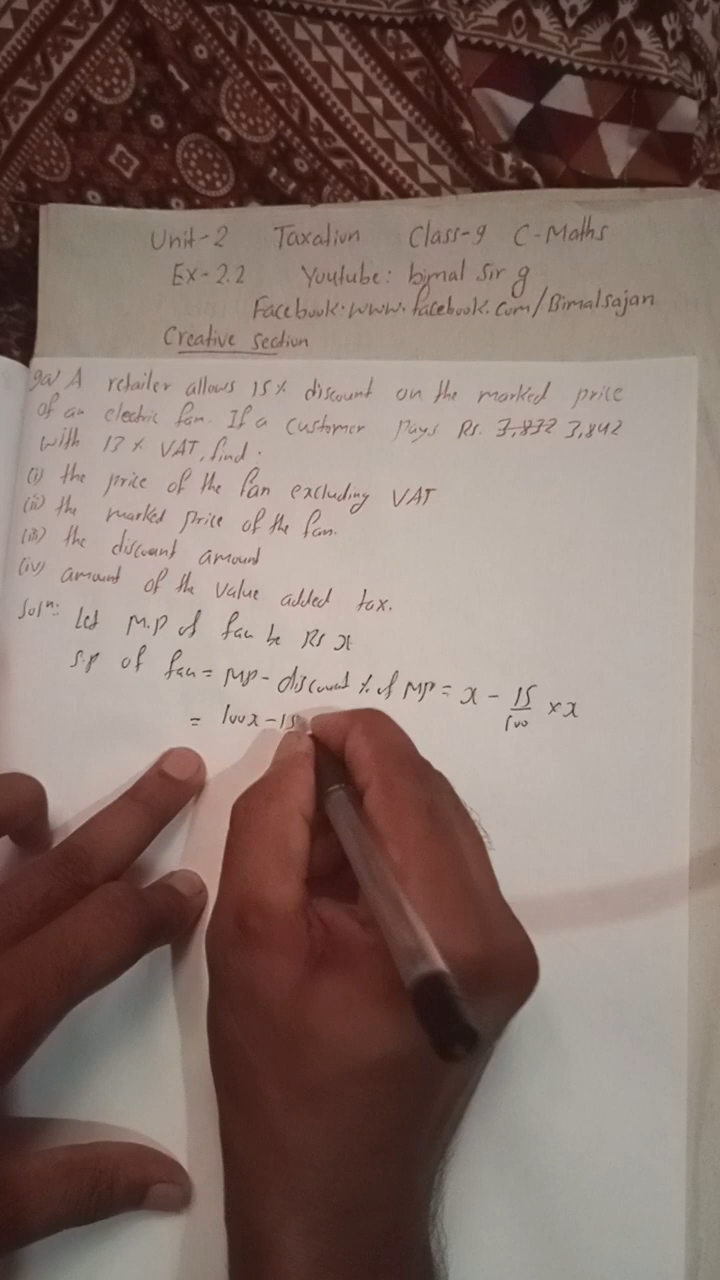 Unit-2 Taxation Class-9 C-Maths
Ex-2.2 Youtube: bimal Sir g
Facebook:www.facebook.com/Bimalsajan
Creative section
9a) A retailer allows 15% discount on the marked price
of an electric fan. If a customer pays Rs. 3,842
with 13% VAT, find.
(i) the price of the fan excluding VAT
(ii) the marked price of the fan.
(iii) the discount amount
(iv) amount of the value added tax.
Solⁿ: Let M.P of fan be Rs x
S.p of fan = MP - discount % of MP = x - 15/100 × x
= 100x - 15